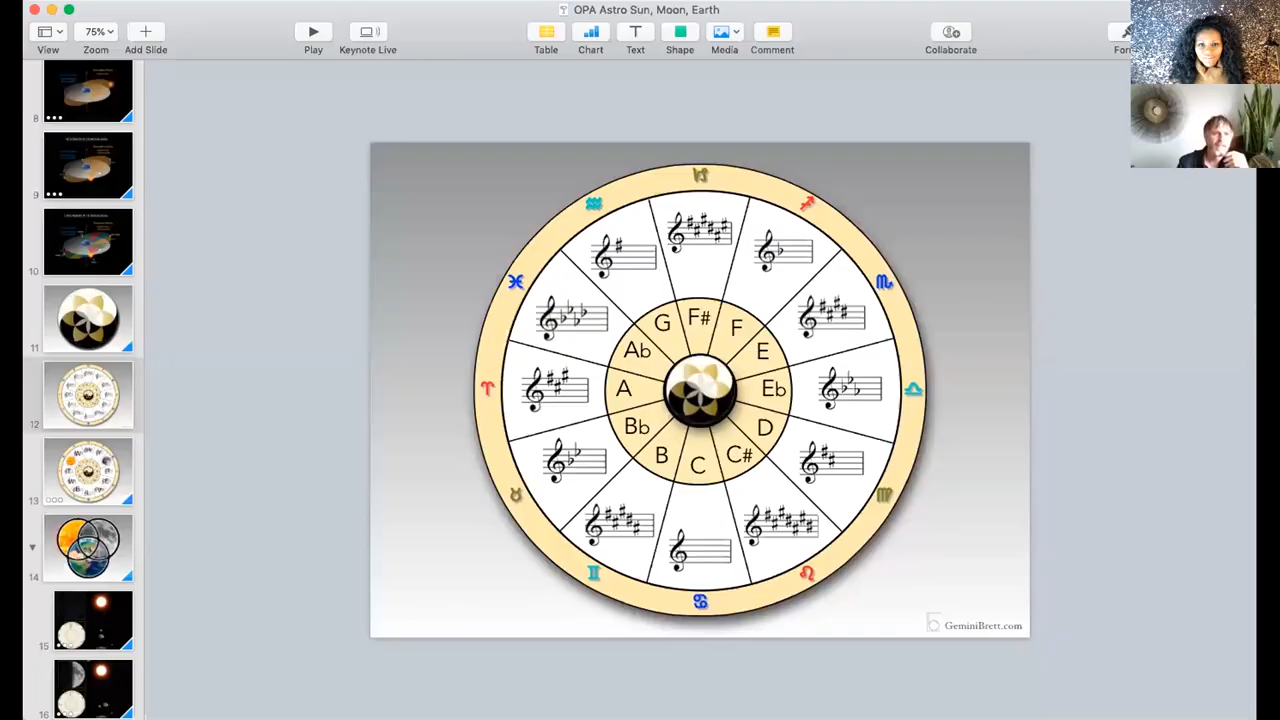 OPA Astro Sun, Moon, Earth
75%
View
Zoom
Add Slide
Play
Keynote Live
Table
Chart
Text
Shape
Media
Comment
Collaborate
8
9
10
11
12
13
14
15
16
F#
F
E
Eb
D
C#
C
B
Bb
A
Ab
G
GeminiBrett.com